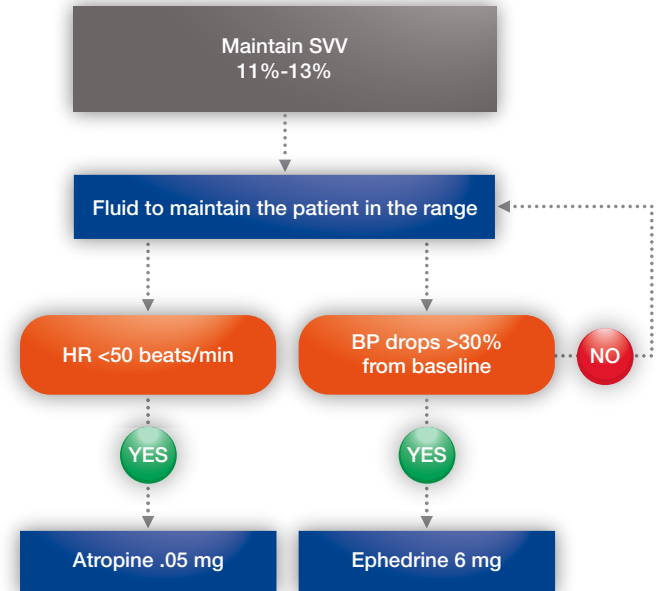 Maintain SVV
11%-13%
Fluid to maintain the patient in the range
HR <50 beats/min
BP drops >30%
from baseline
NO
YES
YES
Atropine .05 mg
Ephedrine 6 mg